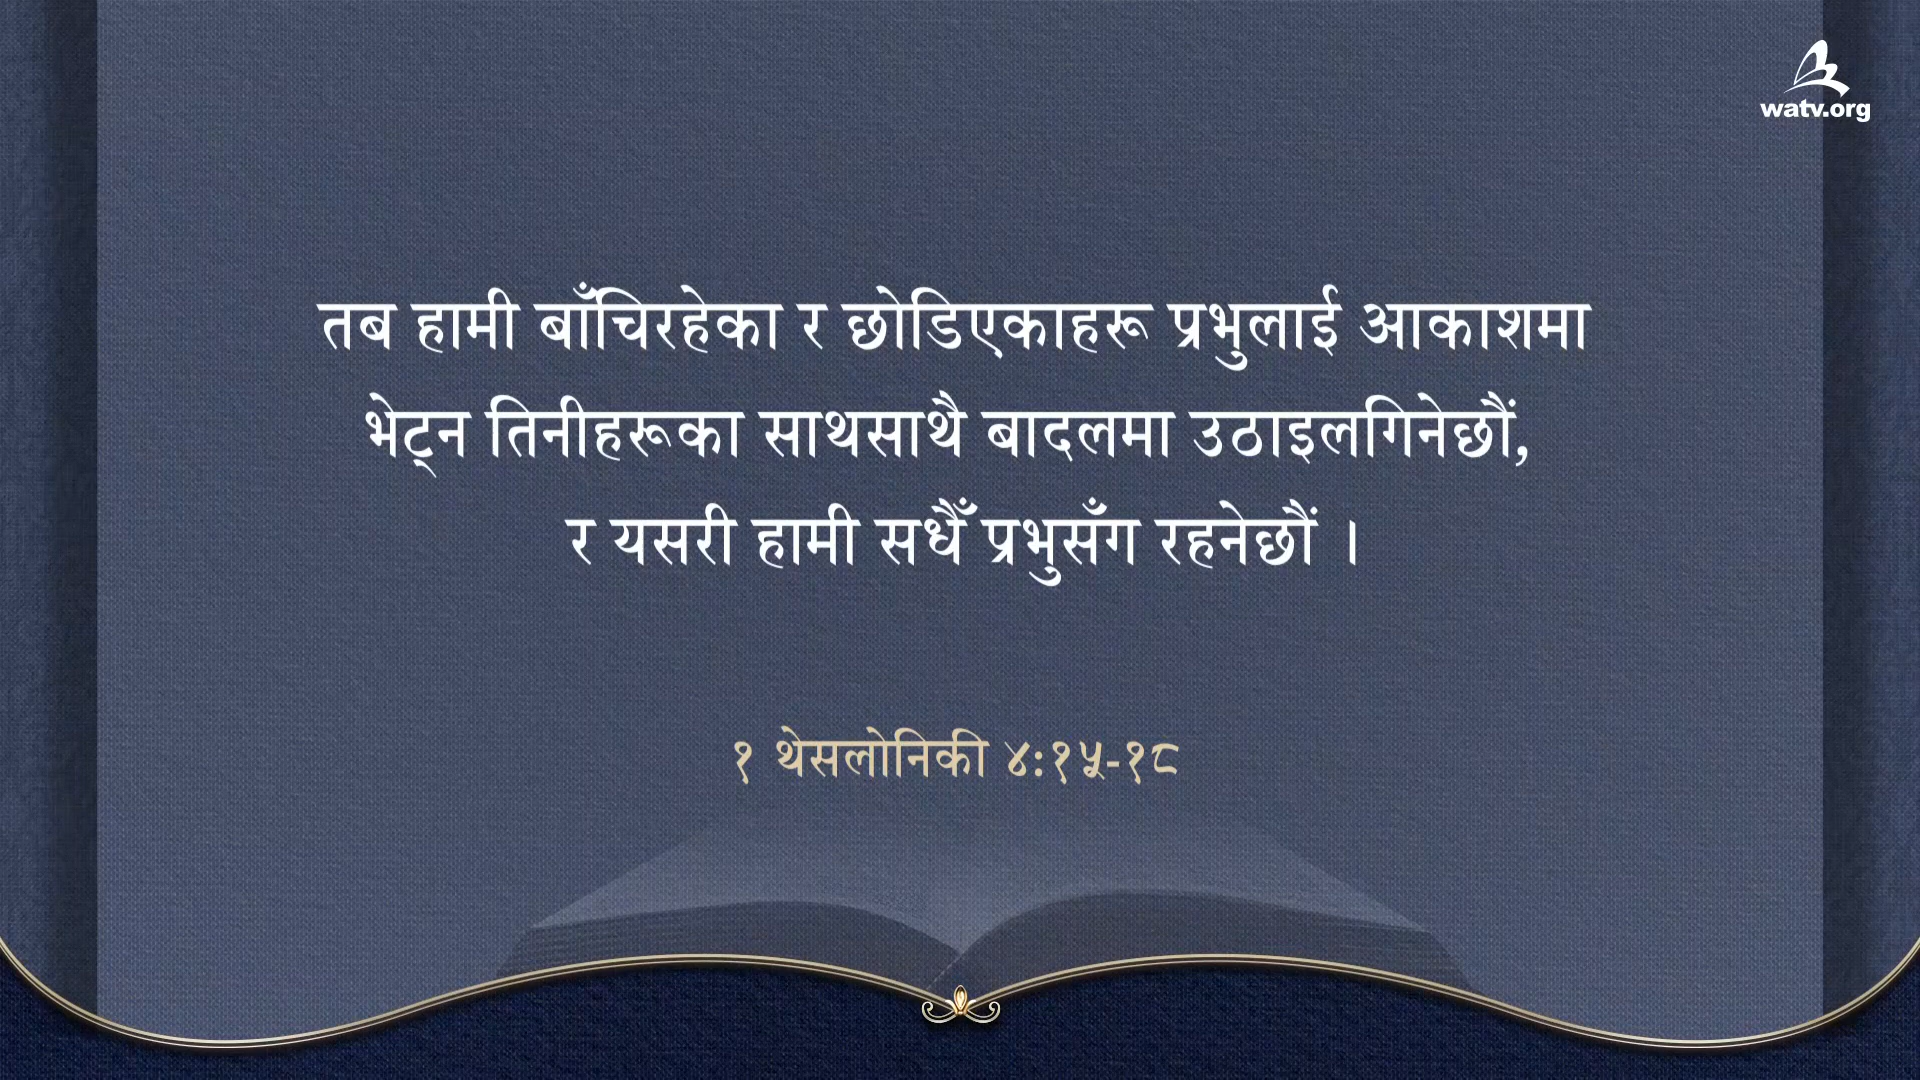 watv.org
तब हामी बाँचिरहेका र छोडिएकाहरू प्रभुलाई आकाशमा
भेट्न तिनीहरूका साथसाथै बादलमा उठाइलगिनेछौं,
र यसरी हामी सधैँ प्रभुसँग रहनेछौं ।
१ थेसलोनिकी ४:१५-१८